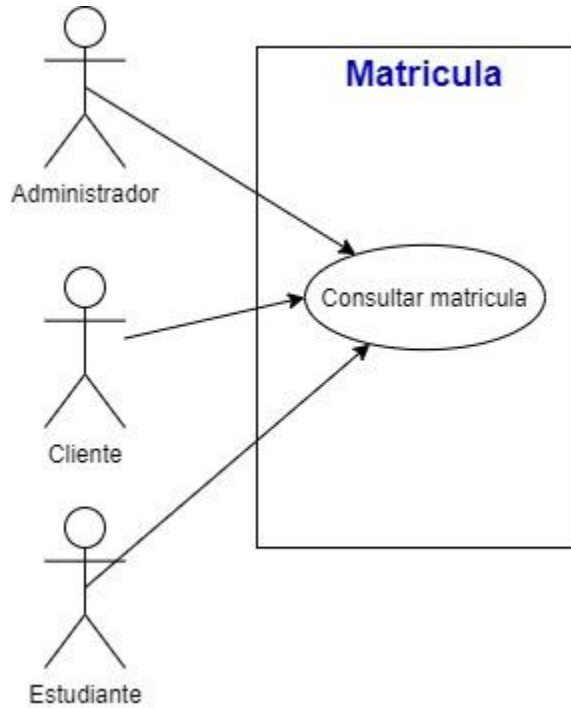 Matricula
Administrador
Consultar matricula
Cliente
Estudiante